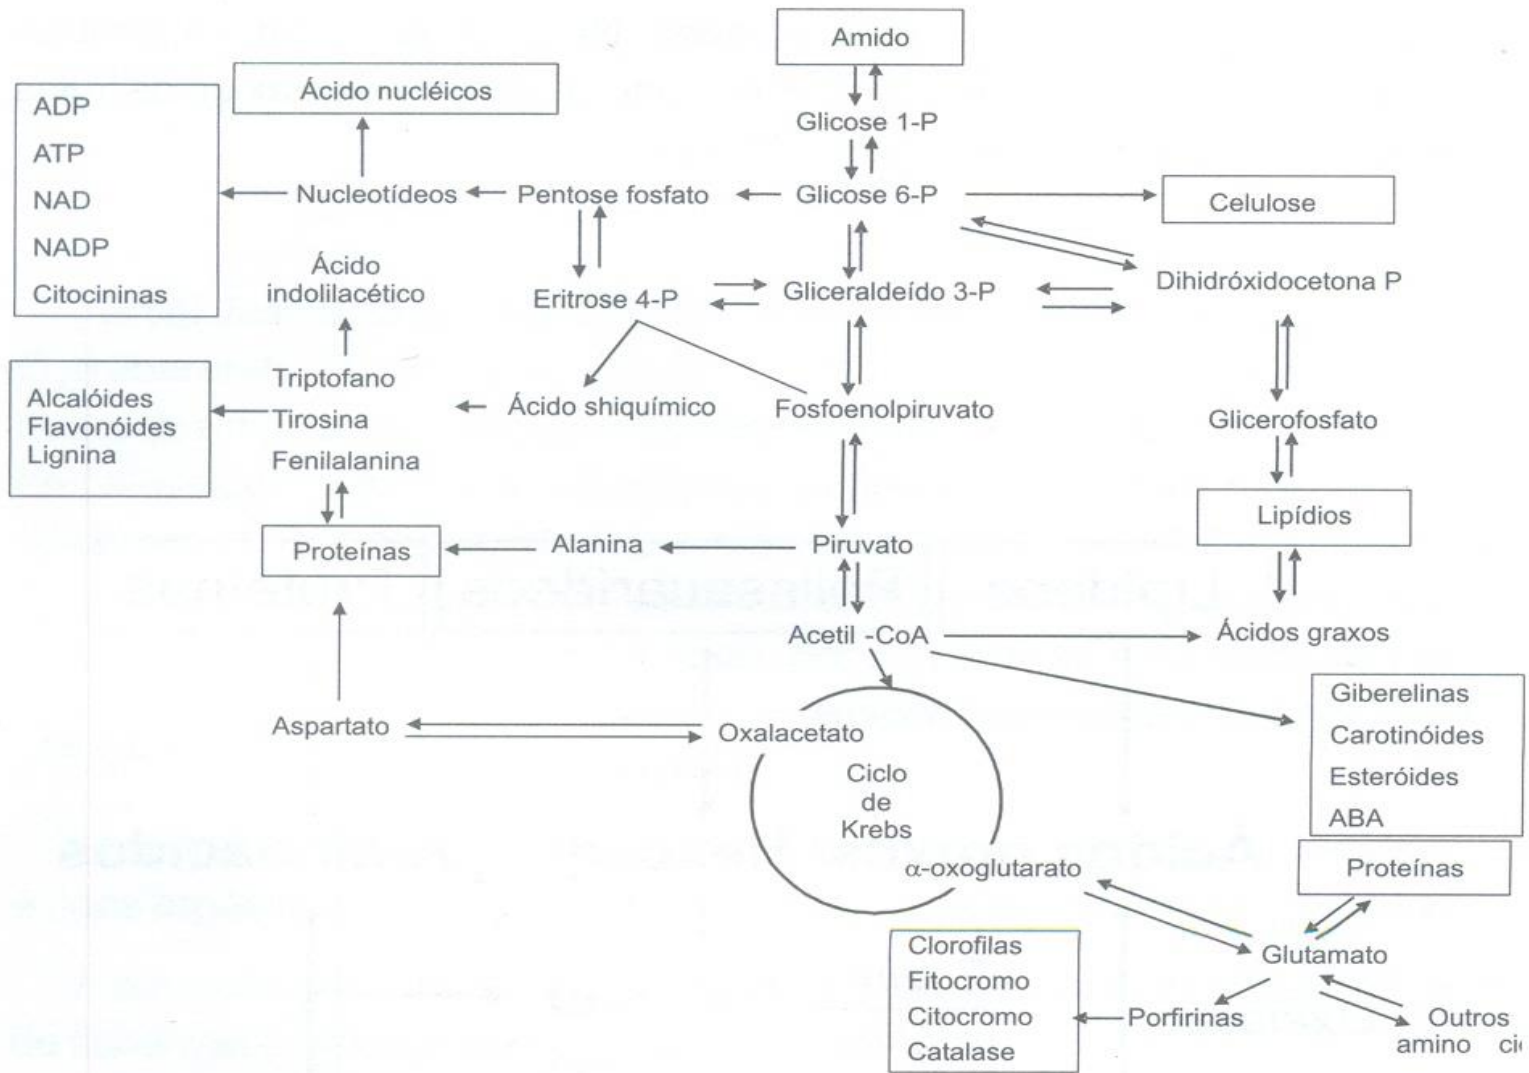 Amido
Ácido nucléicos
ADP
ATP
NAD
NADP
Citocininas
Glicose 1-P
Nucleotídeos
Pentose fosfato
Glicose 6-P
Celulose
Ácido
indolilacético
Eritrose 4-P
Gliceraldeído 3-P
Dihidróxidocetona P
Triptofano
Tirosina
Fenilalanina
Alcalóides
Flavonóides
Lignina
Ácido shiquímico
Fosfoenolpiruvato
Glicerofosfato
Lipídios
Proteínas
Alanina
Piruvato
Acetil -CoA
Ácidos graxos
Giberelinas
Carotinóides
Esteróides
ABA
Aspartato
Oxalacetato
Ciclo
de
Krebs
α-oxoglutarato
Proteínas
Glutamato
Clorofilas
Fitocromo
Citocromo
Catalase
Porfirinas
Outros
amino